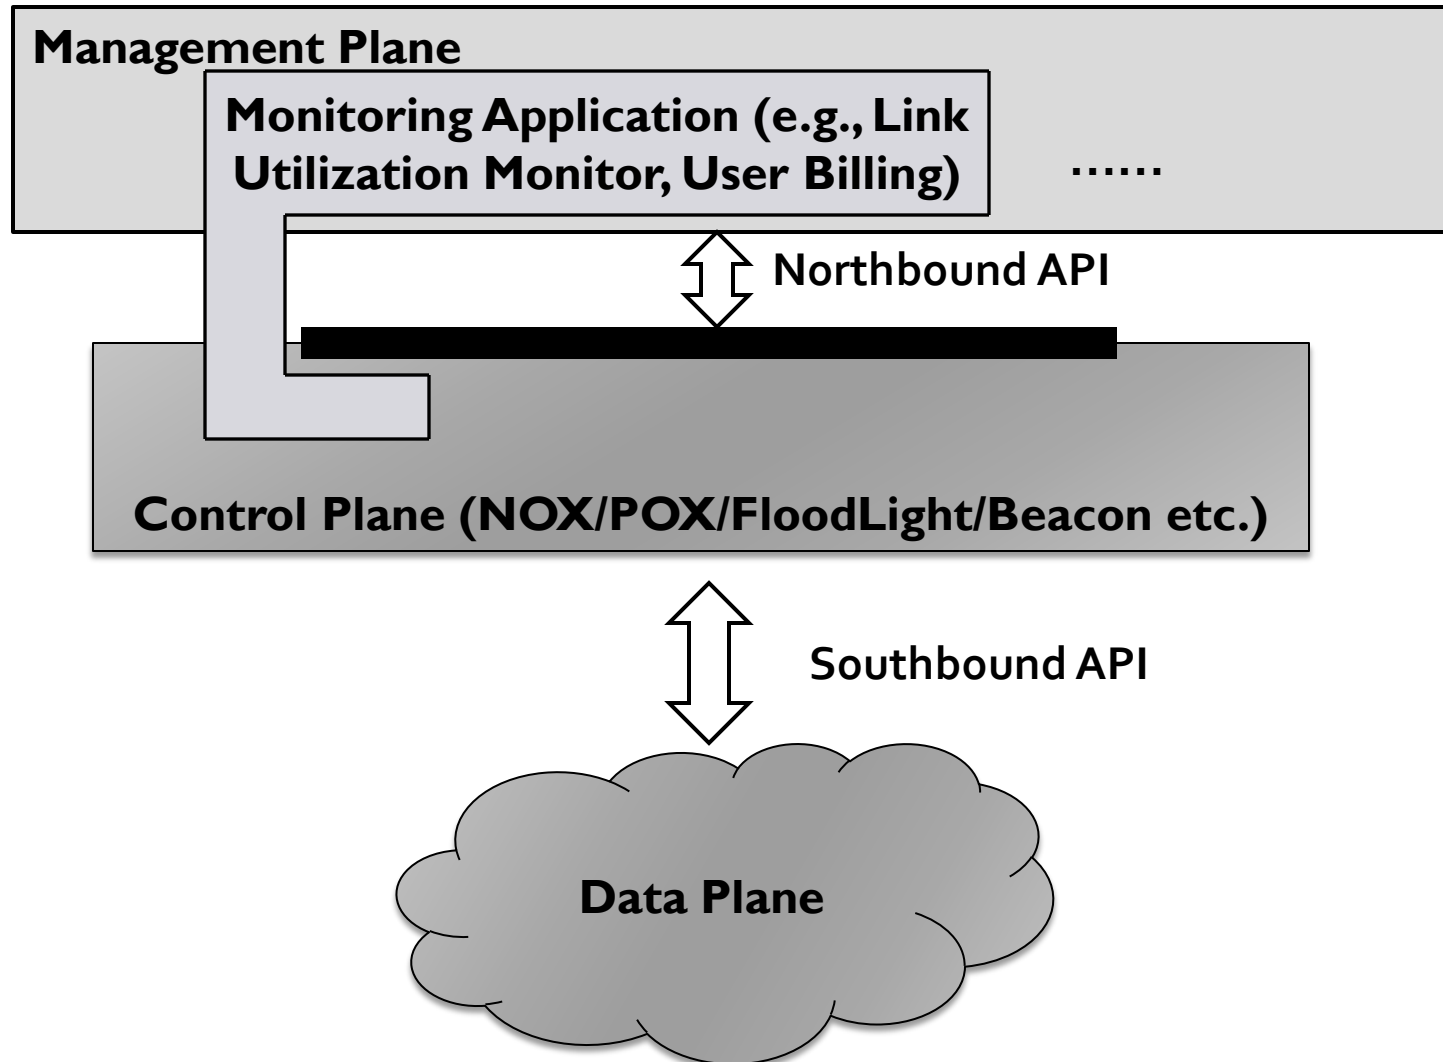 Management Plane
Monitoring Application (e.g., Link
Utilization Monitor, User Billing)
......
Northbound API
Control Plane (NOX/POX/FloodLight/Beacon etc.)
Southbound API
Data Plane